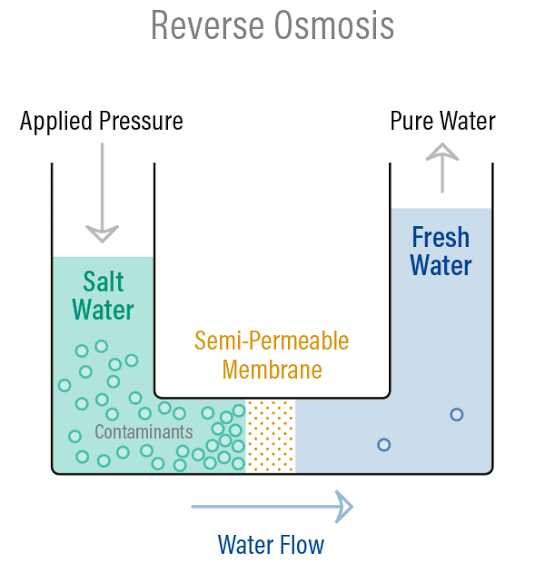 Reverse Osmosis
Applied Pressure
Pure Water
Salt
Water
Fresh
Water
Semi-Permeable
Membrane
Contaminants
Water Flow